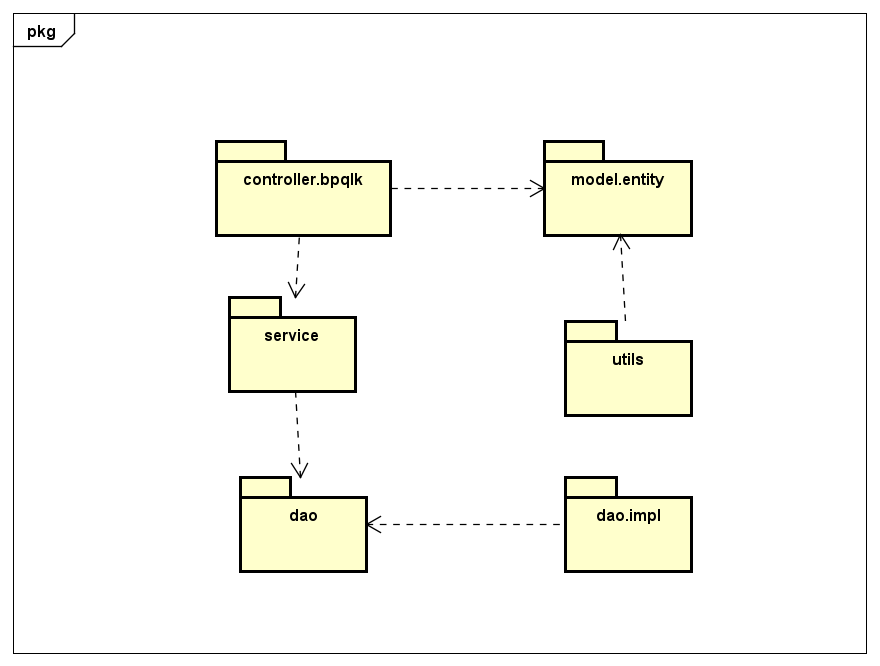 pkg
controller.bpqlk
model.entity
service
utils
dao
dao.impl